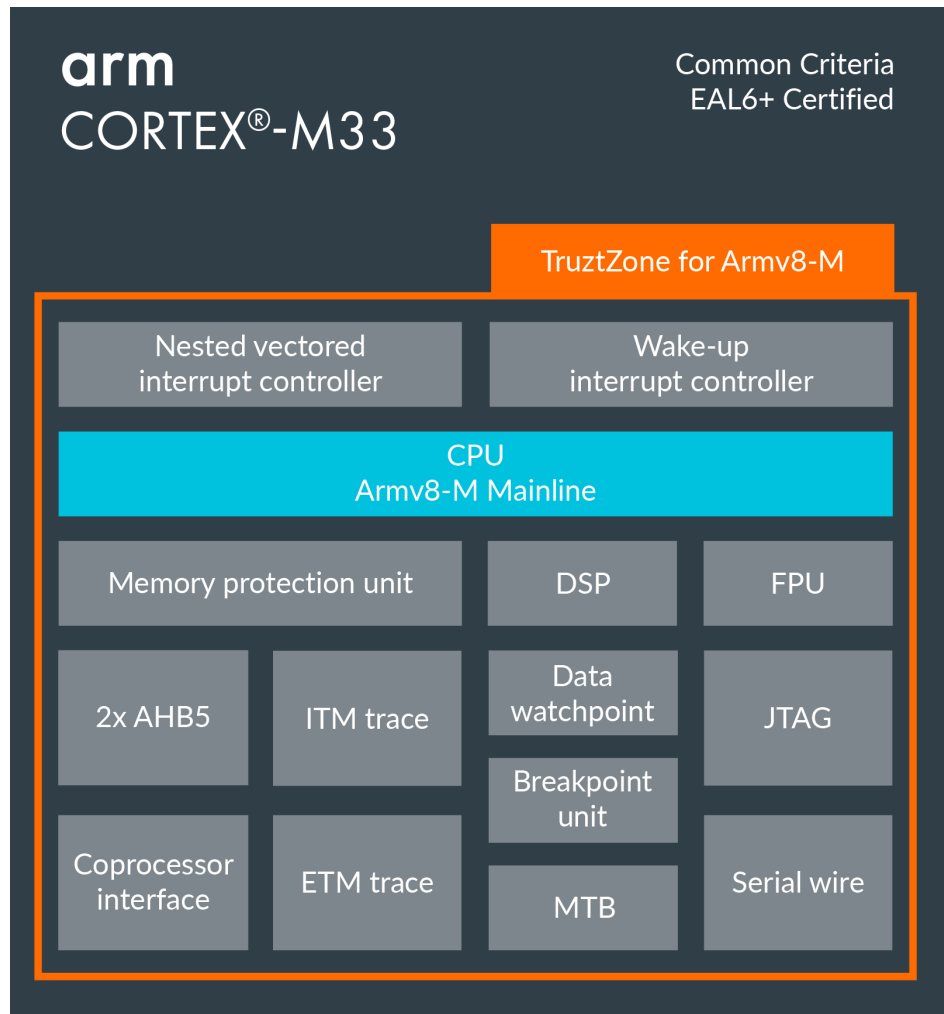 arm
CORTEX®-M33
Common Criteria
EAL6+ Certified
TruztZone for Armv8-M
Nested vectored
interrupt controller
Wake-up
interrupt controller
CPU
Armv8-M Mainline
Memory protection unit
DSP
FPU
2x AHB5
ITM trace
Data
watchpoint
JTAG
Breakpoint
unit
Coprocessor
interface
ETM trace
MTB
Serial wire